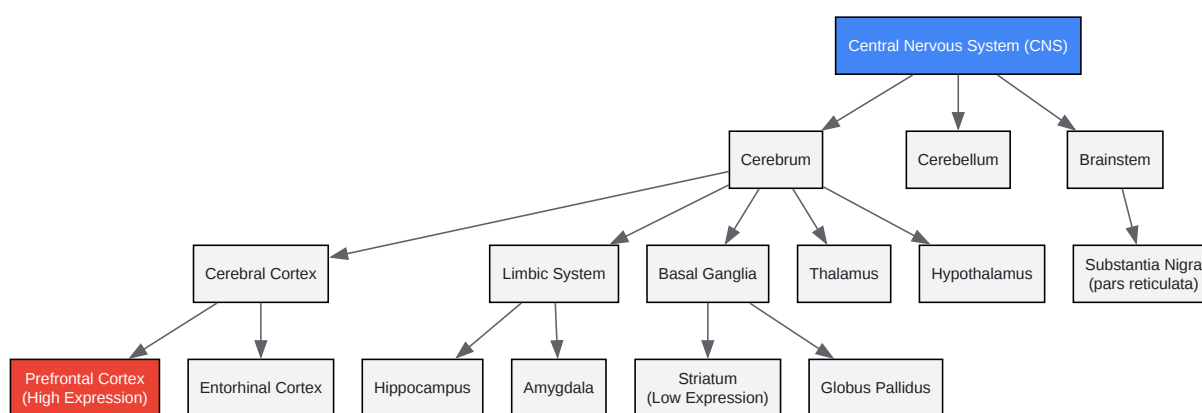 Central Nervous System (CNS)
Cerebrum
Cerebellum
Brainstem
Cerebral Cortex
Limbic System
Basal Ganglia
Thalamus
Hypothalamus
Substantia Nigra
(pars reticulata)
Prefrontal Cortex
(High Expression)
Entorhinal Cortex
Hippocampus
Amygdala
Striatum
(Low Expression)
Globus Pallidus